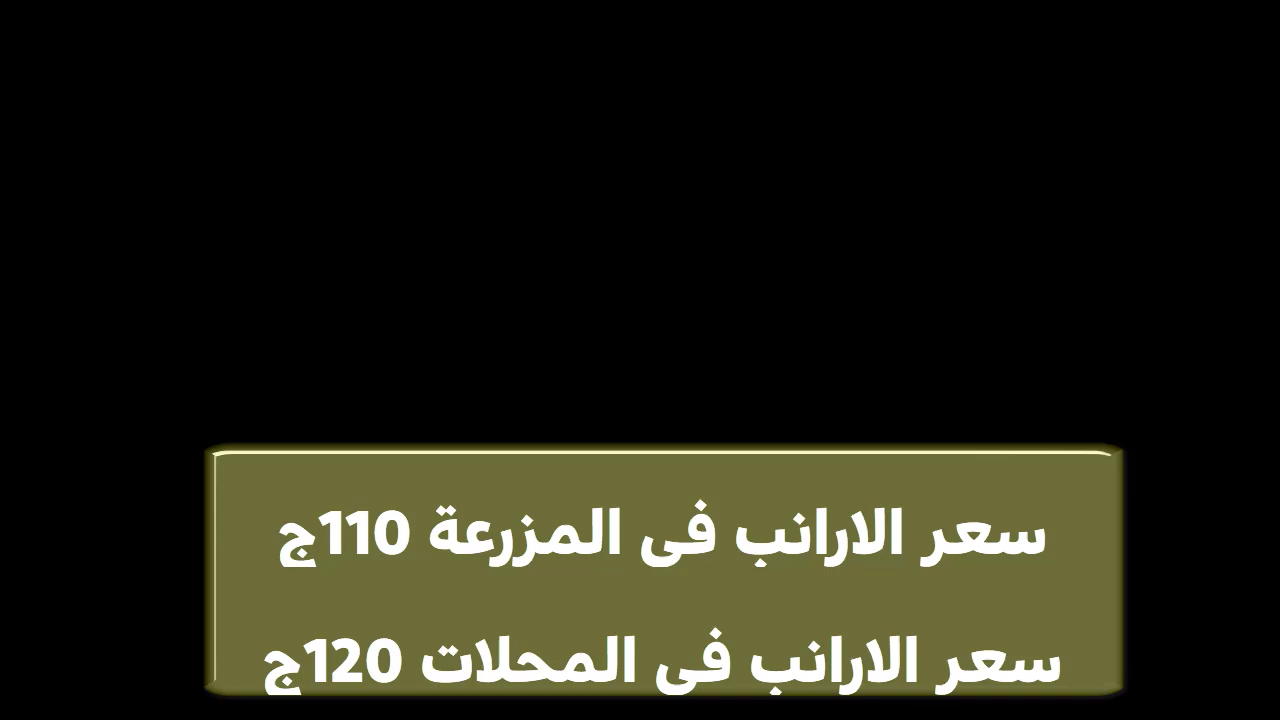 سعر الارانب فى المزرعة 110ج
سعر الارانب فى المحلات 120ج